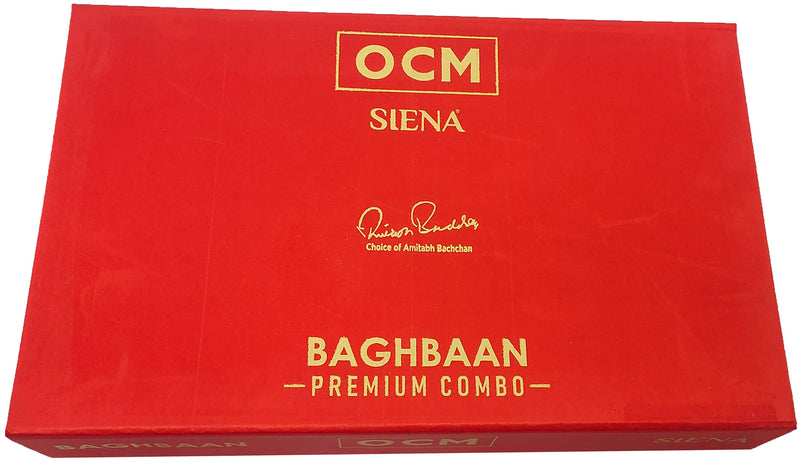 OCM
SIENA
Choice of Amitabh Bachchan
BAGHBAAN
—PREMIUM COMBO—
BAGHBAAN OCM SIENA